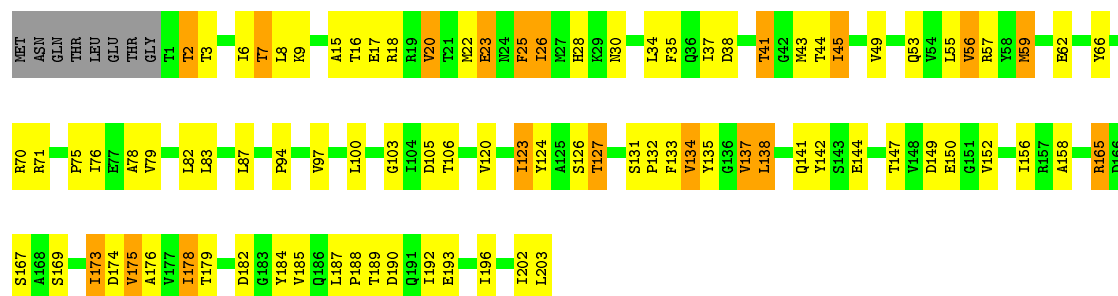 MET ASN GLN THR LEU GLU THR GLY T1 T2 T3 I6 T7 L8 K9 A15 T16 E17 R18 R19 V20 T21 M22 E23 N24 F25 I26 M27 H28 K29 N30 L34 F35 Q36 I37 D38 T41 G42 M43 T44 I45 V49 Q53 V54 L55 V56 R57 Y58 M59 E62 Y66
R70 R71 P75 I76 E77 A78 V79 L82 L83 L87 P94 V97 L100 G103 I104 D105 T106 V120 I123 Y124 A125 S126 T127 S131 P132 F133 V134 Y135 G136 V137 L138 Q141 Y142 S143 E144 T147 V148 D149 E150 G151 V152 I156 R157 A158 R165 D166
S167 A168 S169 I173 D174 V175 A176 V177 I178 T179 D182 G183 Y184 V185 Q186 L187 P188 T189 D190 Q191 I192 E193 I196 I202 L203